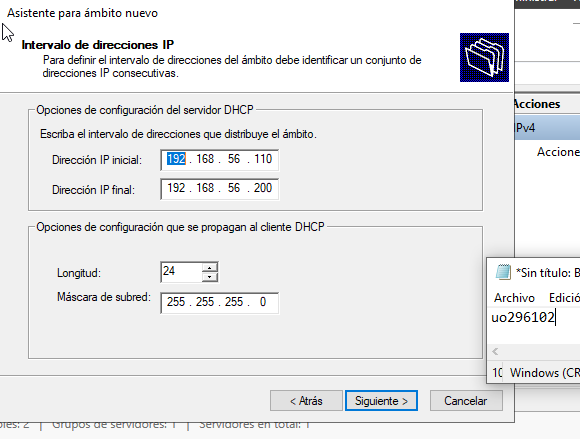 Asistente para ámbito nuevo
Intervalo de direcciones IP
Para definir el intervalo de direcciones del ámbito debe identificar un conjunto de
direcciones IP consecutivas.
Opciones de configuración del servidor DHCP
Escriba el intervalo de direcciones que distribuye el ámbito.
Dirección IP inicial: 192 . 168 . 56 . 110
Dirección IP final: 192 . 168 . 56 . 200
Opciones de configuración que se propagan al cliente DHCP
Longitud: 24
Máscara de subred: 255 . 255 . 255 . 0
< Atrás
Siguiente >
Cancelar
Acciones
IPv4
Accione
*Sin título: B
Archivo Edició
uo296102
10 Windows (CR
oles: 2 | Grupos de servidores: 1 | Servidores en total: 1